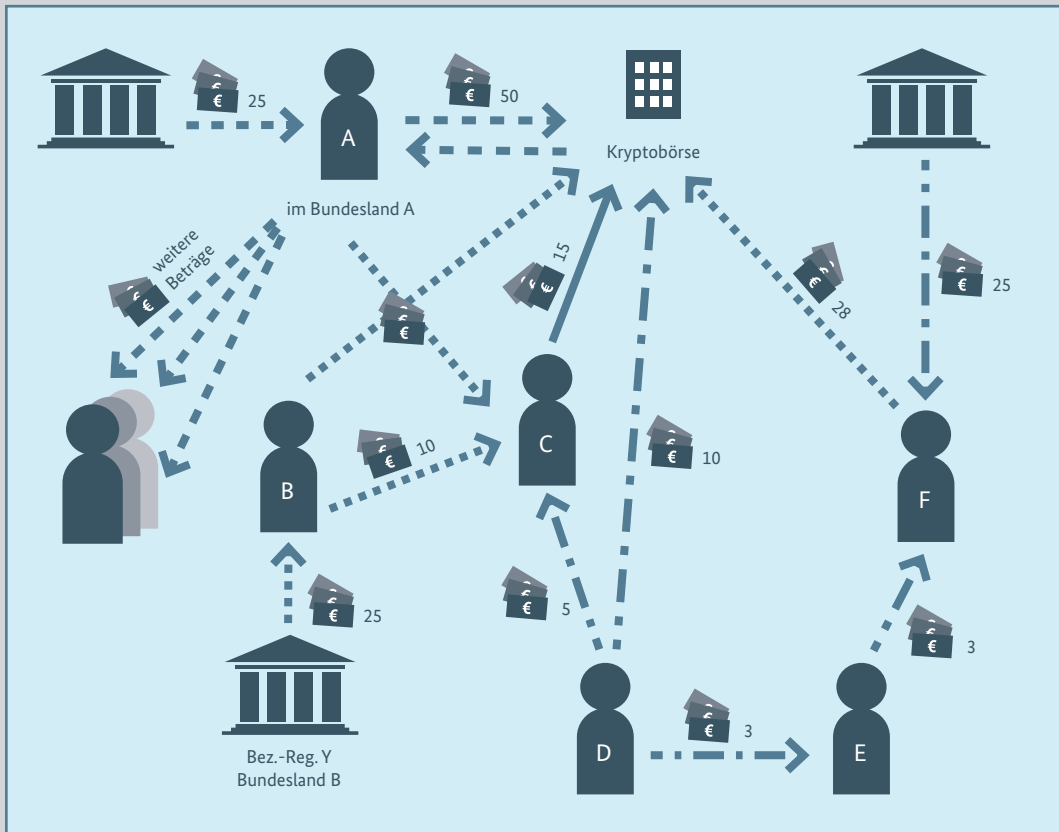 25
A
50
Kryptobörse
im Bundesland A
weitere
Beträge
15
28
25
C
B
10
10
F
25
5
3
3
D
E
Bez.-Reg. Y
Bundesland B